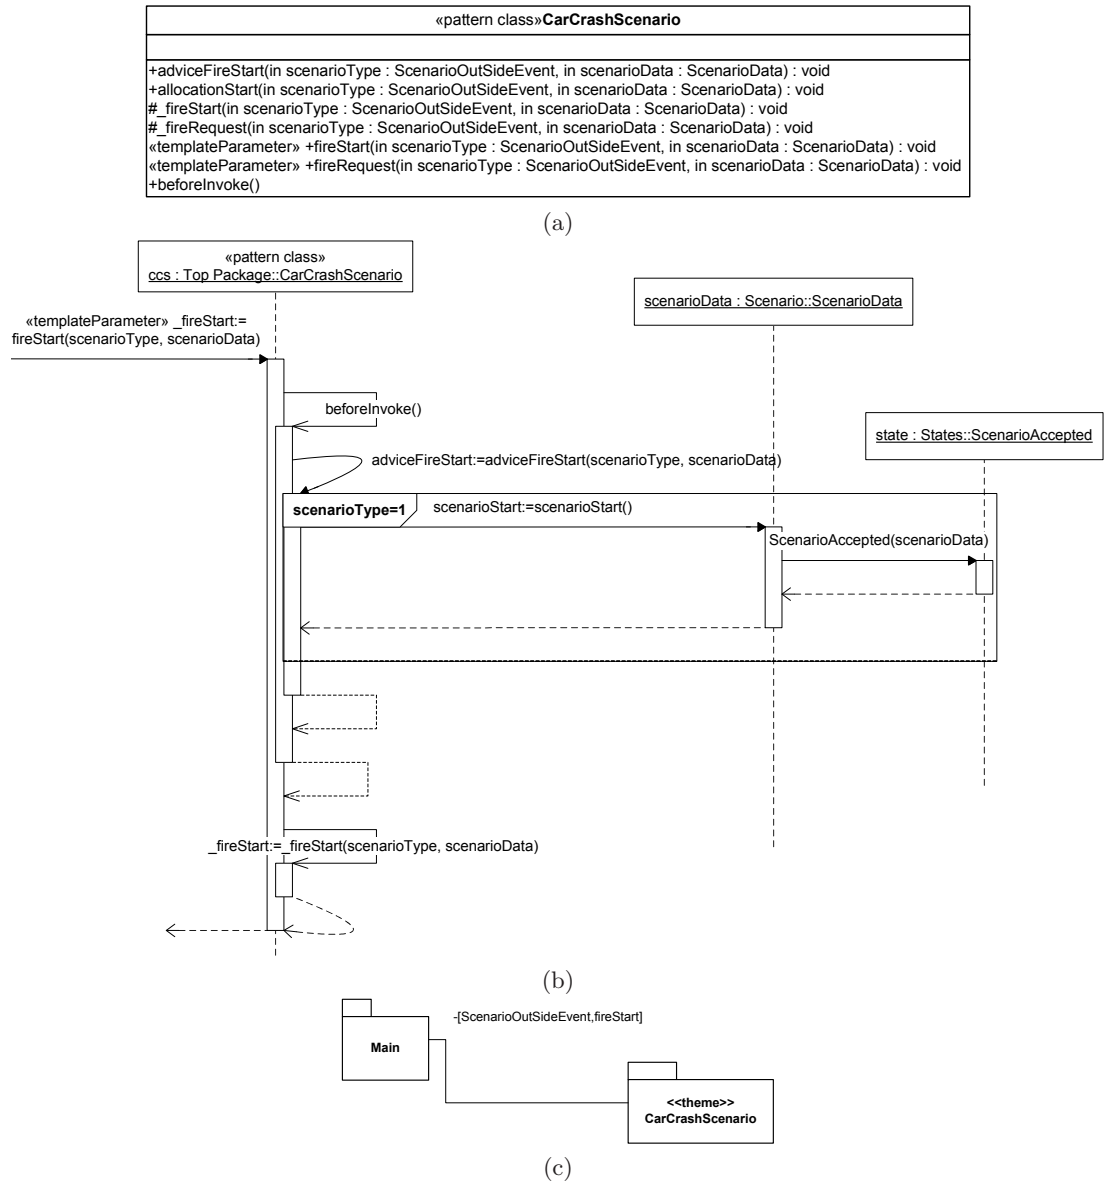 «pattern class»CarCrashScenario
+adviceFireStart(in scenarioType : ScenarioOutSideEvent, in scenarioData : ScenarioData) : void
+allocationStart(in scenarioType : ScenarioOutSideEvent, in scenarioData : ScenarioData) : void
#_fireStart(in scenarioType : ScenarioOutSideEvent, in scenarioData : ScenarioData) : void
#_fireRequest(in scenarioType : ScenarioOutSideEvent, in scenarioData : ScenarioData) : void
«templateParameter» +fireStart(in scenarioType : ScenarioOutSideEvent, in scenarioData : ScenarioData) : void
«templateParameter» +fireRequest(in scenarioType : ScenarioOutSideEvent, in scenarioData : ScenarioData) : void
+beforeInvoke()
(a)
«pattern class»
ccs : Top Package::CarCrashScenario
scenarioData : Scenario::ScenarioData
«templateParameter» _fireStart:=
fireStart(scenarioType, scenarioData)
beforeInvoke()
state : States::ScenarioAccepted
adviceFireStart:=adviceFireStart(scenarioType, scenarioData)
scenarioType=1
scenarioStart:=scenarioStart()
ScenarioAccepted(scenarioData)
_fireStart:=_fireStart(scenarioType, scenarioData)
(b)
-[ScenarioOutSideEvent,fireStart]
Main
<<theme>>
CarCrashScenario
(c)